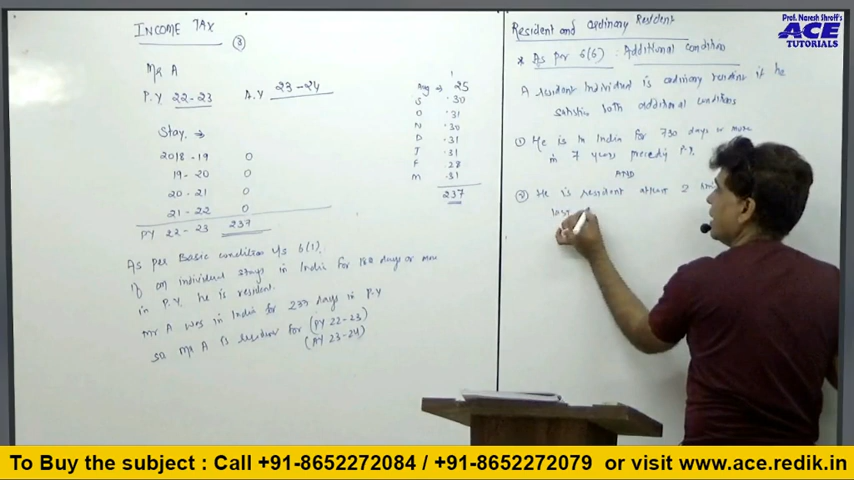 INCOME TAX
③
Mr A
P.Y 22-23 A.Y 23-24
Stay →
2018-19 0
19-20 0
20-21 0
21-22 0
PY 22-23 237
Aug → 25
S 30
O 31
N 30
D 31
J 31
F 28
M 31
237
As per Basic condition u/s 6(1).
If an individual stays in India for 182 days or more
in P.Y. he is resident.
Mr A was in India for 237 days in P.Y
so Mr A is resident for (PY 22-23)
(AY 23-24)
Resident and ordinary Resident
* As per 6(6) : Additional condition
A resident individual is ordinary resident if he
satisfies both additional conditions
① He is in India for 730 days or more
in 7 years preceding P.Y.
AND
② He is resident atleast 2
Prof. Naresh Shroff's
ACE
TUTORIALS
To Buy the subject : Call +91-8652272084 / +91-8652272079 or visit www.ace.redik.in